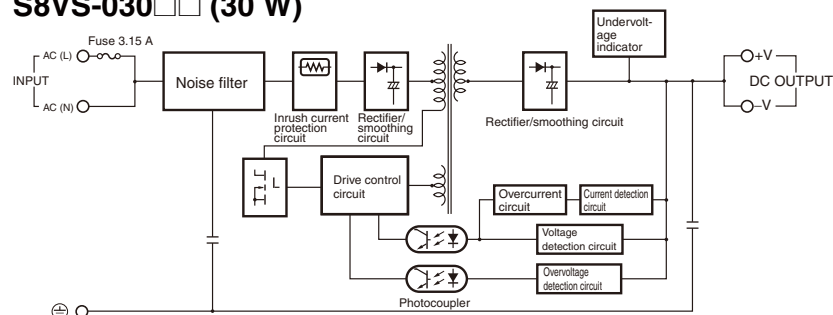 S8VS-030□□ (30 W)
Fuse 3.15 A
AC (L)
INPUT
AC (N)
Noise filter
Inrush current
protection
circuit
Rectifier/
smoothing
circuit
Rectifier/smoothing circuit
Undervolt-
age
indicator
+V
DC OUTPUT
–V
Drive control
circuit
Overcurrent
circuit
Current detection
circuit
Voltage
detection circuit
Overvoltage
detection circuit
Photocoupler